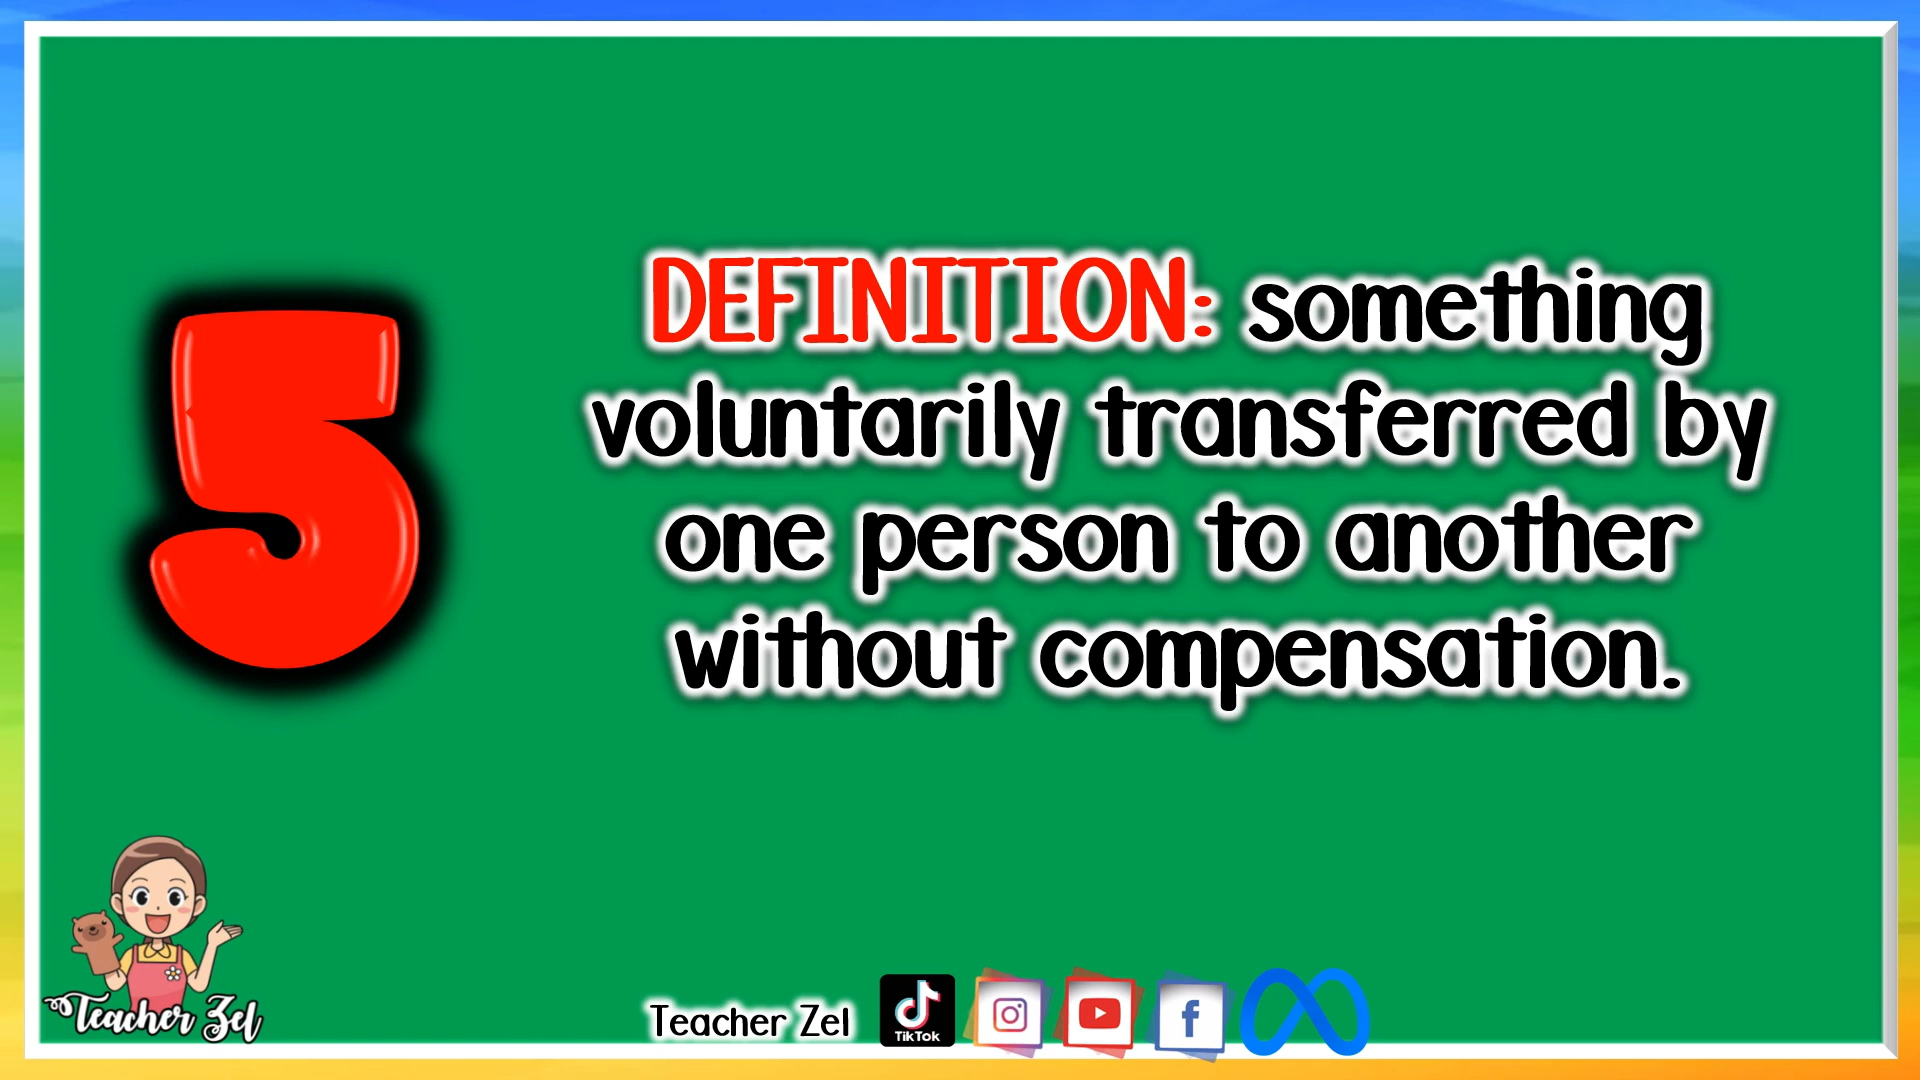 5
DEFINITION: something
voluntarily transferred by
one person to another
without compensation.
Teacher Zel
Teacher Zel
TikTok
f